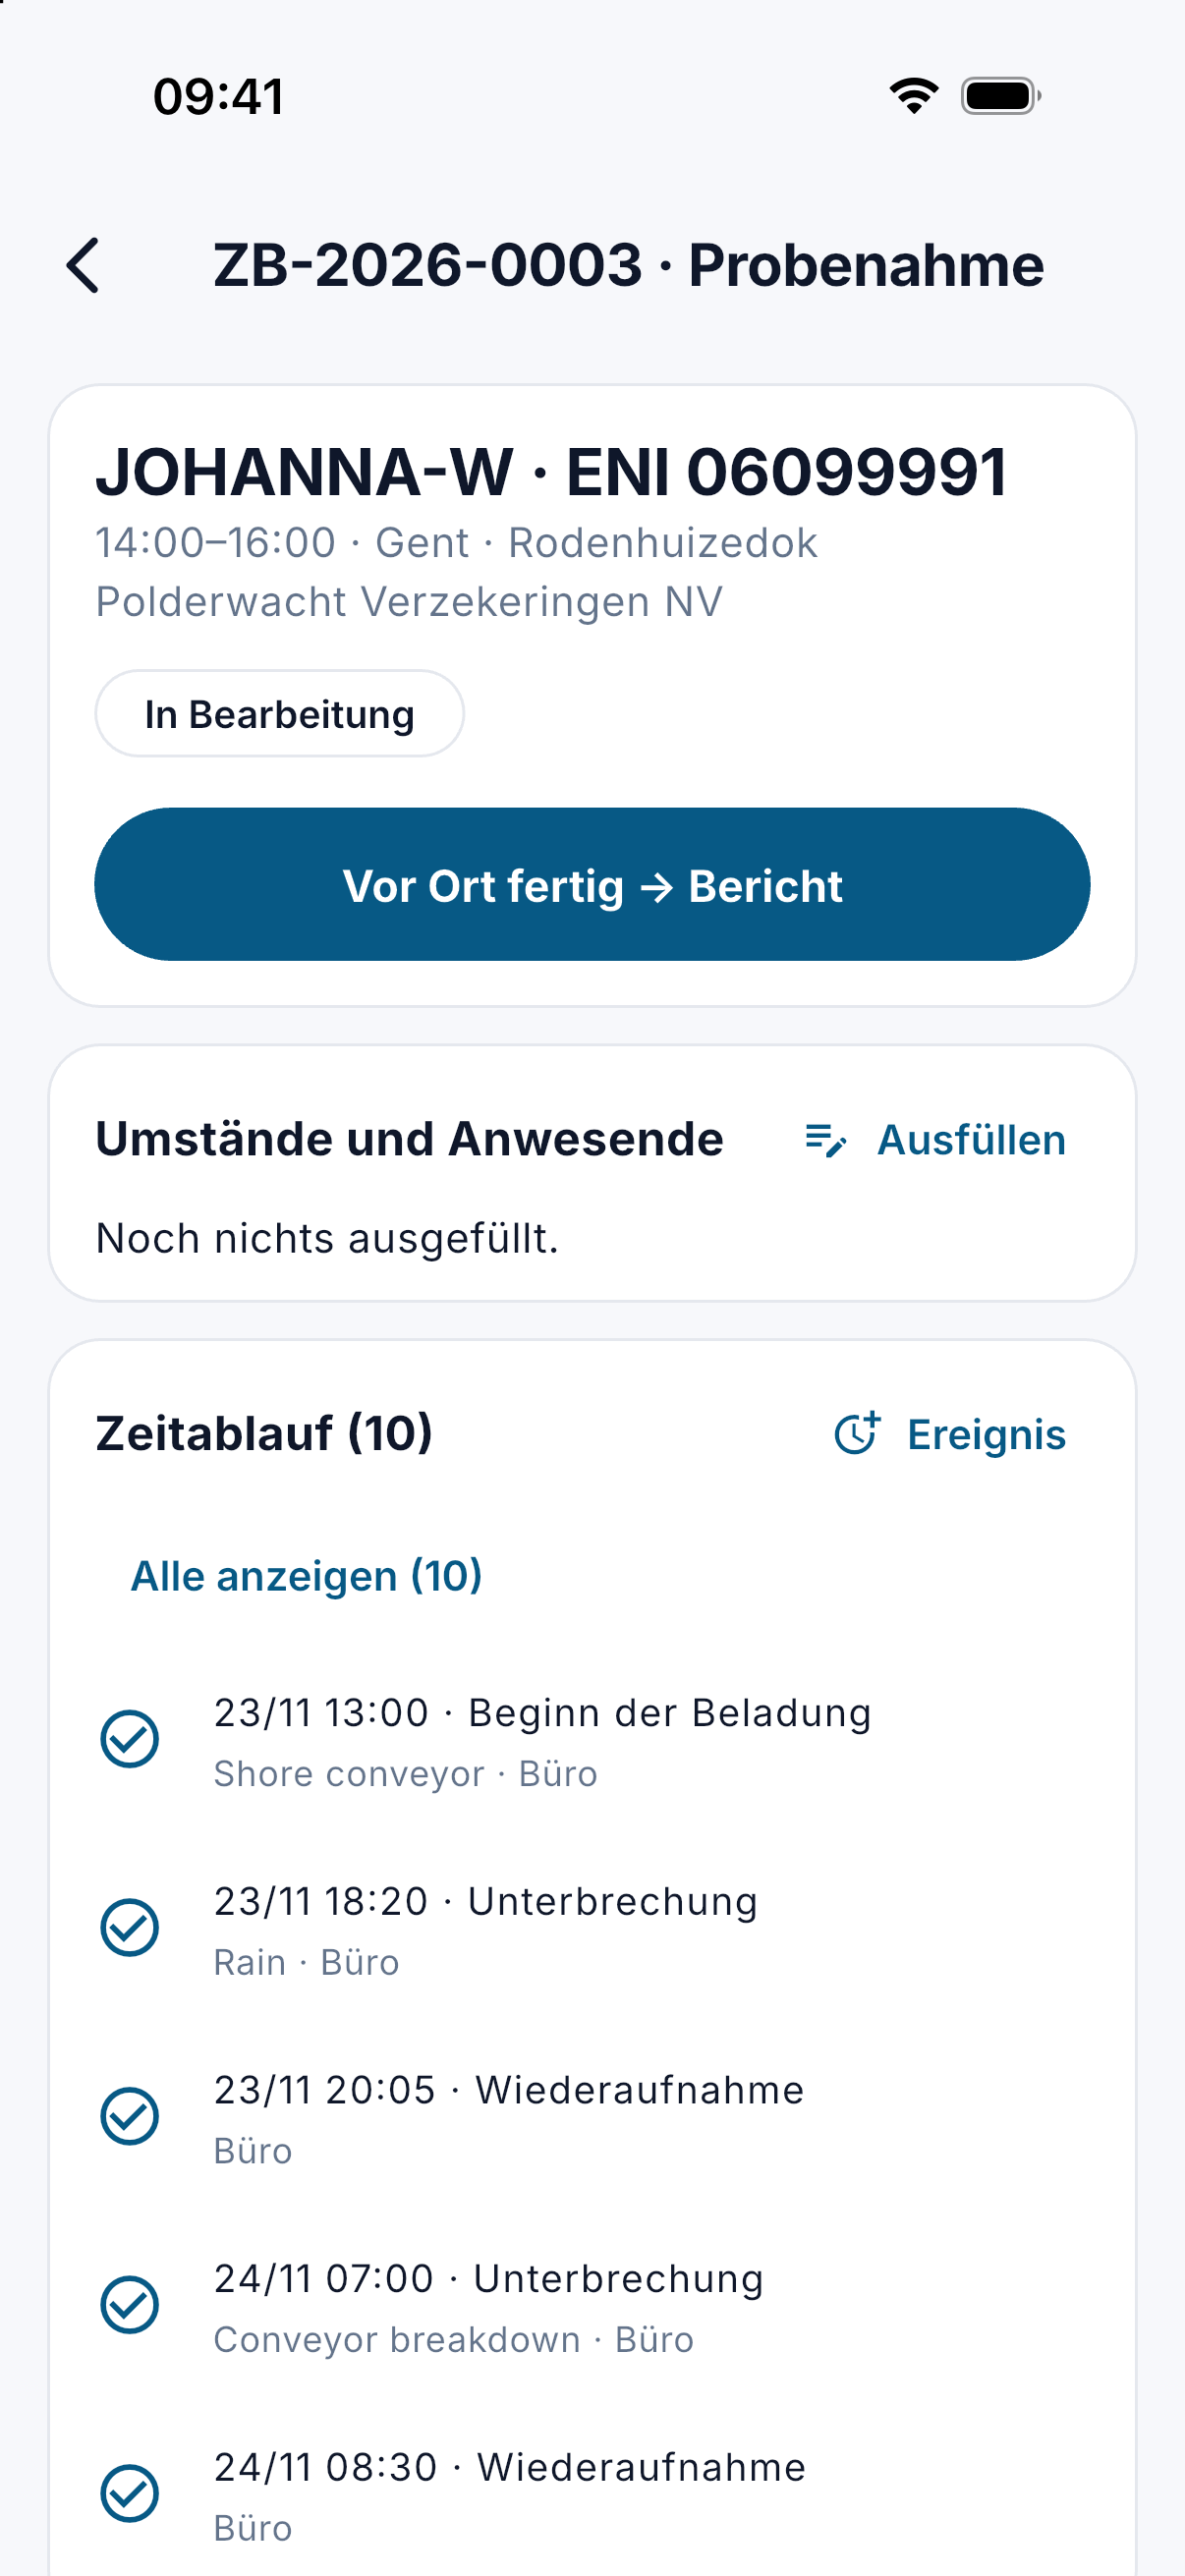 09:41
ZB-2026-0003 · Probenahme
JOHANNA-W · ENI 06099991
14:00–16:00 · Gent · Rodenhuizedok
Polderwacht Verzekeringen NV
In Bearbeitung
Vor Ort fertig → Bericht
Umstände und Anwesende
Ausfüllen
Noch nichts ausgefüllt.
Zeitablauf (10)
Ereignis
Alle anzeigen (10)
23/11 13:00 · Beginn der Beladung
Shore conveyor · Büro
23/11 18:20 · Unterbrechung
Rain · Büro
23/11 20:05 · Wiederaufnahme
Büro
24/11 07:00 · Unterbrechung
Conveyor breakdown · Büro
24/11 08:30 · Wiederaufnahme
Büro